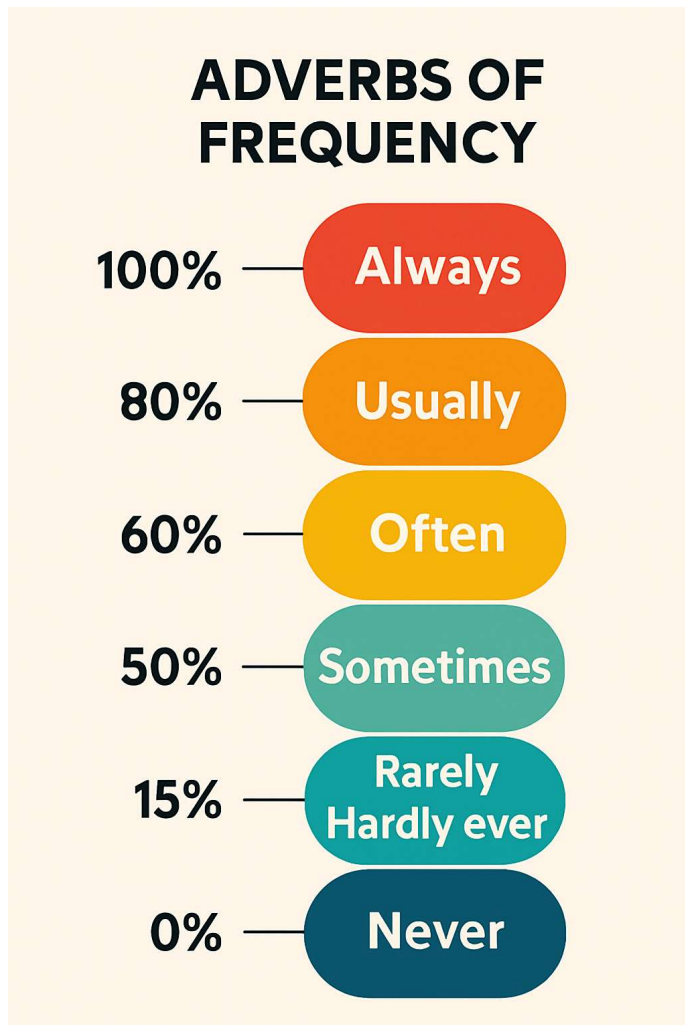 ADVERBS OF
FREQUENCY
100% Always
80% Usually
60% Often
50% Sometimes
15% Rarely
Hardly ever
0% Never